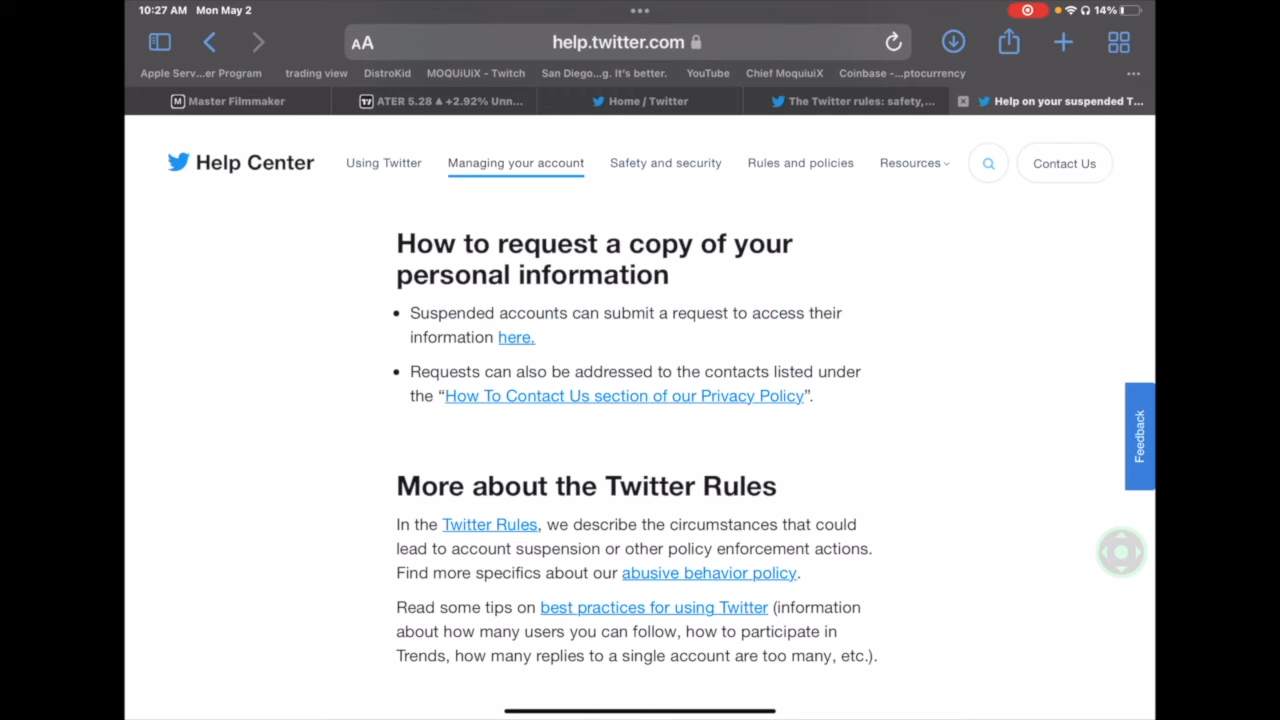 10:27 AM Mon May 2
14%
AA help.twitter.com
Apple Serv...er Program trading view DistroKid MOQUiUiX - Twitch San Diego...g. It's better. YouTube Chief MoquiuiX Coinbase -...ptocurrency
M Master Filmmaker ATER 5.28 ▲ +2.92% Unn... Home / Twitter The Twitter rules: safety,... Help on your suspended T...
Help Center Using Twitter Managing your account Safety and security Rules and policies Resources Contact Us
How to request a copy of your
personal information
• Suspended accounts can submit a request to access their
information here.
• Requests can also be addressed to the contacts listed under
the “How To Contact Us section of our Privacy Policy”.
Feedback
More about the Twitter Rules
In the Twitter Rules, we describe the circumstances that could
lead to account suspension or other policy enforcement actions.
Find more specifics about our abusive behavior policy.
Read some tips on best practices for using Twitter (information
about how many users you can follow, how to participate in
Trends, how many replies to a single account are too many, etc.).